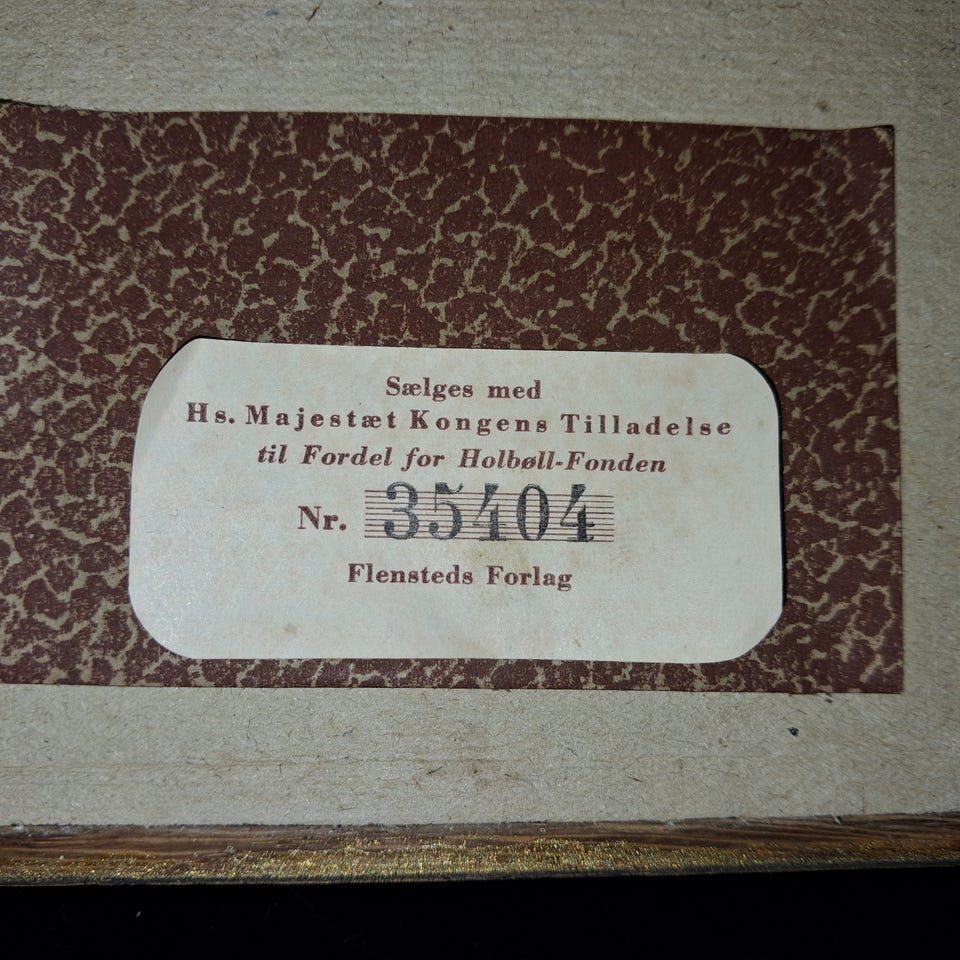 Sælges med
Hs. Majestæt Kongens Tilladelse
til Fordel for Holbøll-Fonden
Nr. 35404
Flensteds Forlag